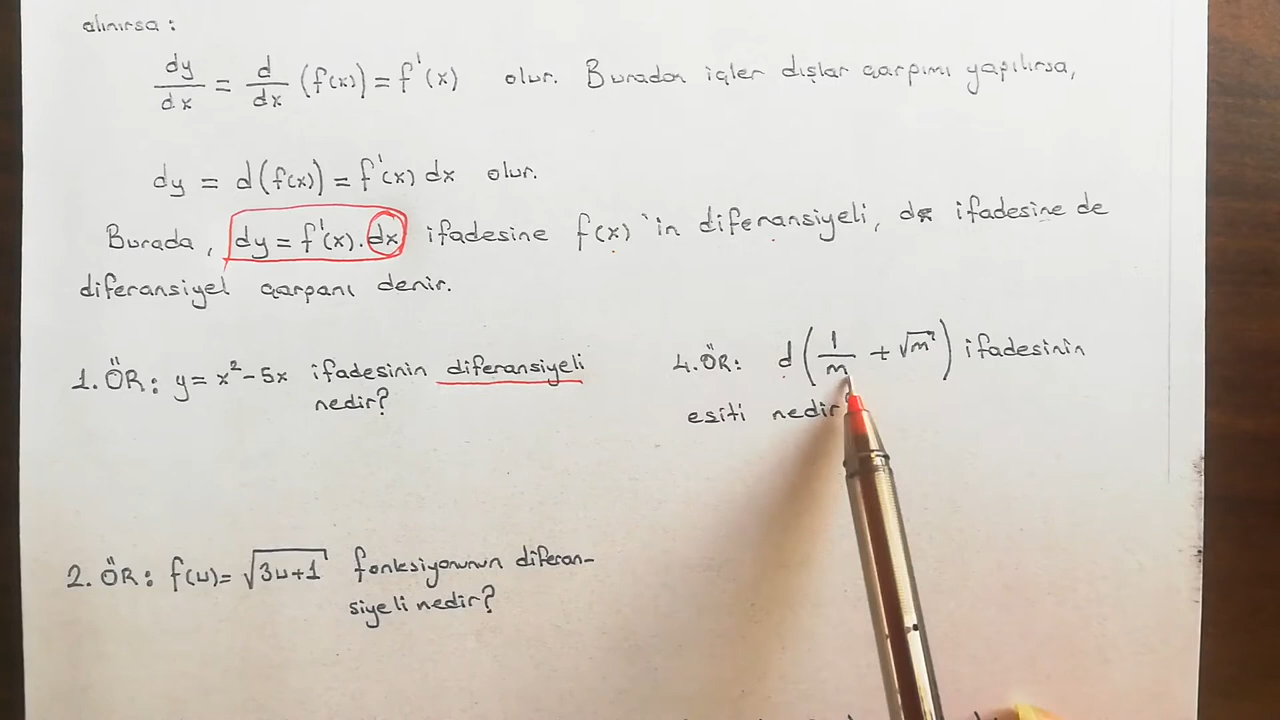 alınırsa :
dy/dx = d/dx (f(x)) = f'(x) olur. Buradan içler dışlar çarpımı yapılırsa,
dy = d(f(x)) = f'(x) dx olur.
Burada, dy = f'(x).dx ifadesine f(x)'in diferansiyeli, dx ifadesine de
diferansiyel çarpanı denir.
1. ÖR: y = x² - 5x ifadesinin diferansiyeli
nedir?
4. ÖR: d(1/m + √m) ifadesinin
esiti nedir
2. ÖR: f(u) = √3u+1 fonksiyonunun diferan-
siyeli nedir?